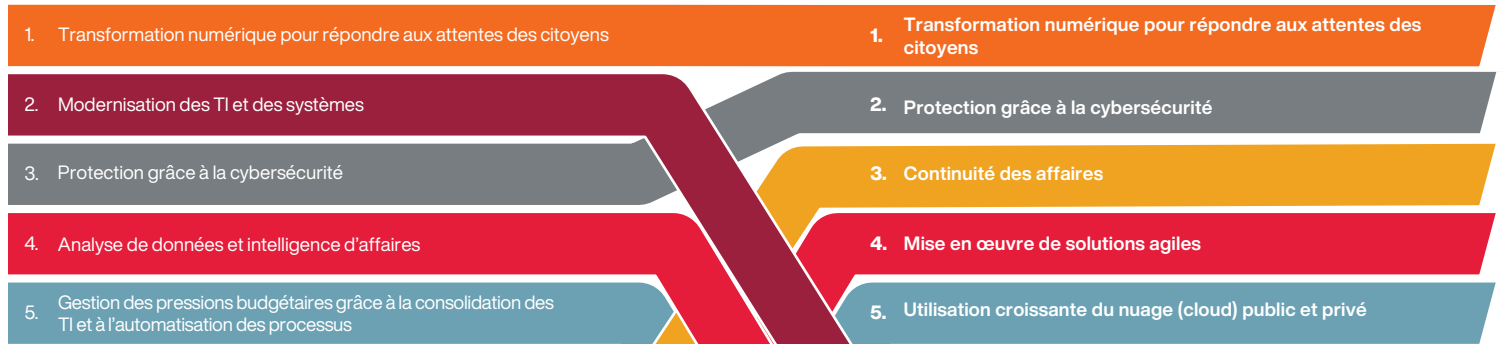 1. Transformation numérique pour répondre aux attentes des citoyens
2. Modernisation des TI et des systèmes
3. Protection grâce à la cybersécurité
4. Analyse de données et intelligence d'affaires
5. Gestion des pressions budgétaires grâce à la consolidation des
TI et à l'automatisation des processus
1. Transformation numérique pour répondre aux attentes des
citoyens
2. Protection grâce à la cybersécurité
3. Continuité des affaires
4. Mise en œuvre de solutions agiles
5. Utilisation croissante du nuage (cloud) public et privé